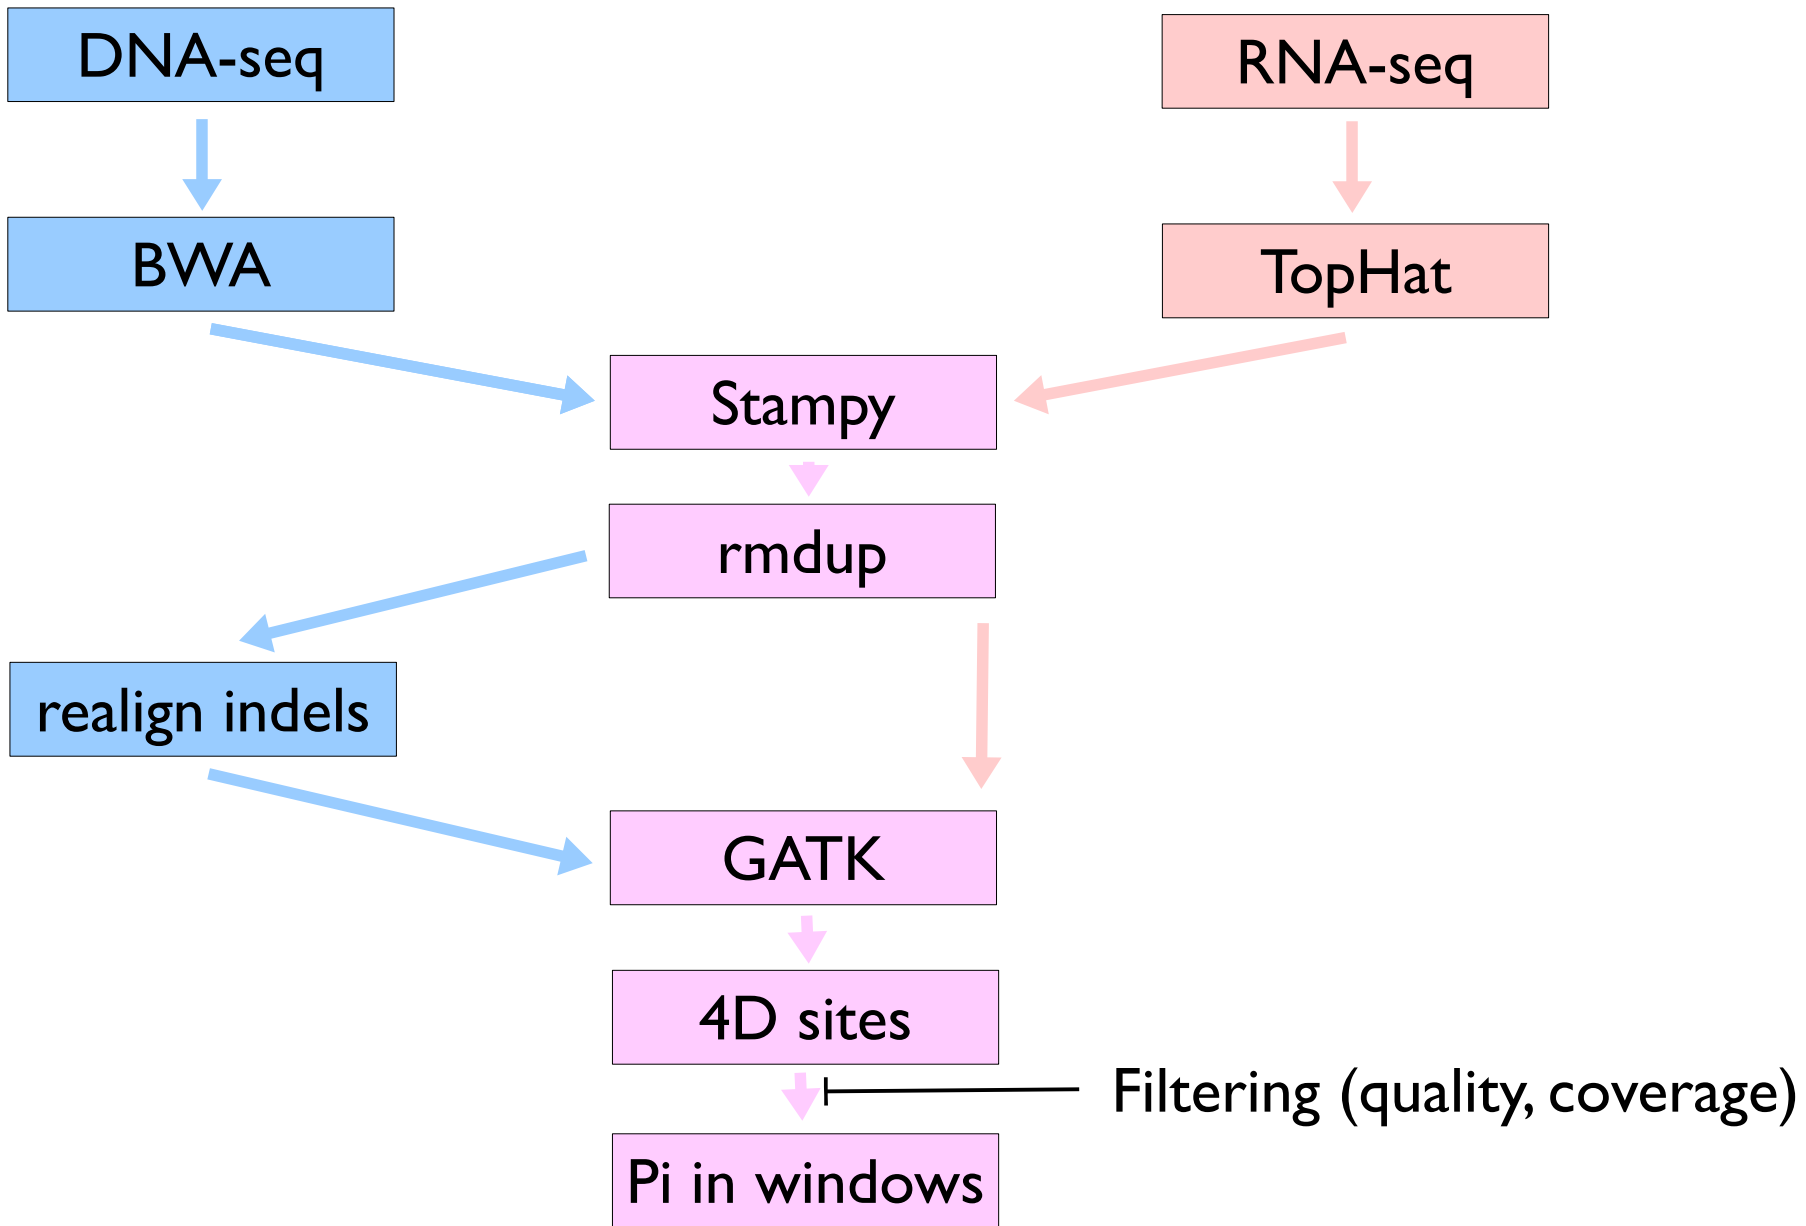 DNA-seq
RNA-seq
BWA
TopHat
Stampy
rmdup
realign indels
GATK
4D sites
Filtering (quality, coverage)
Pi in windows